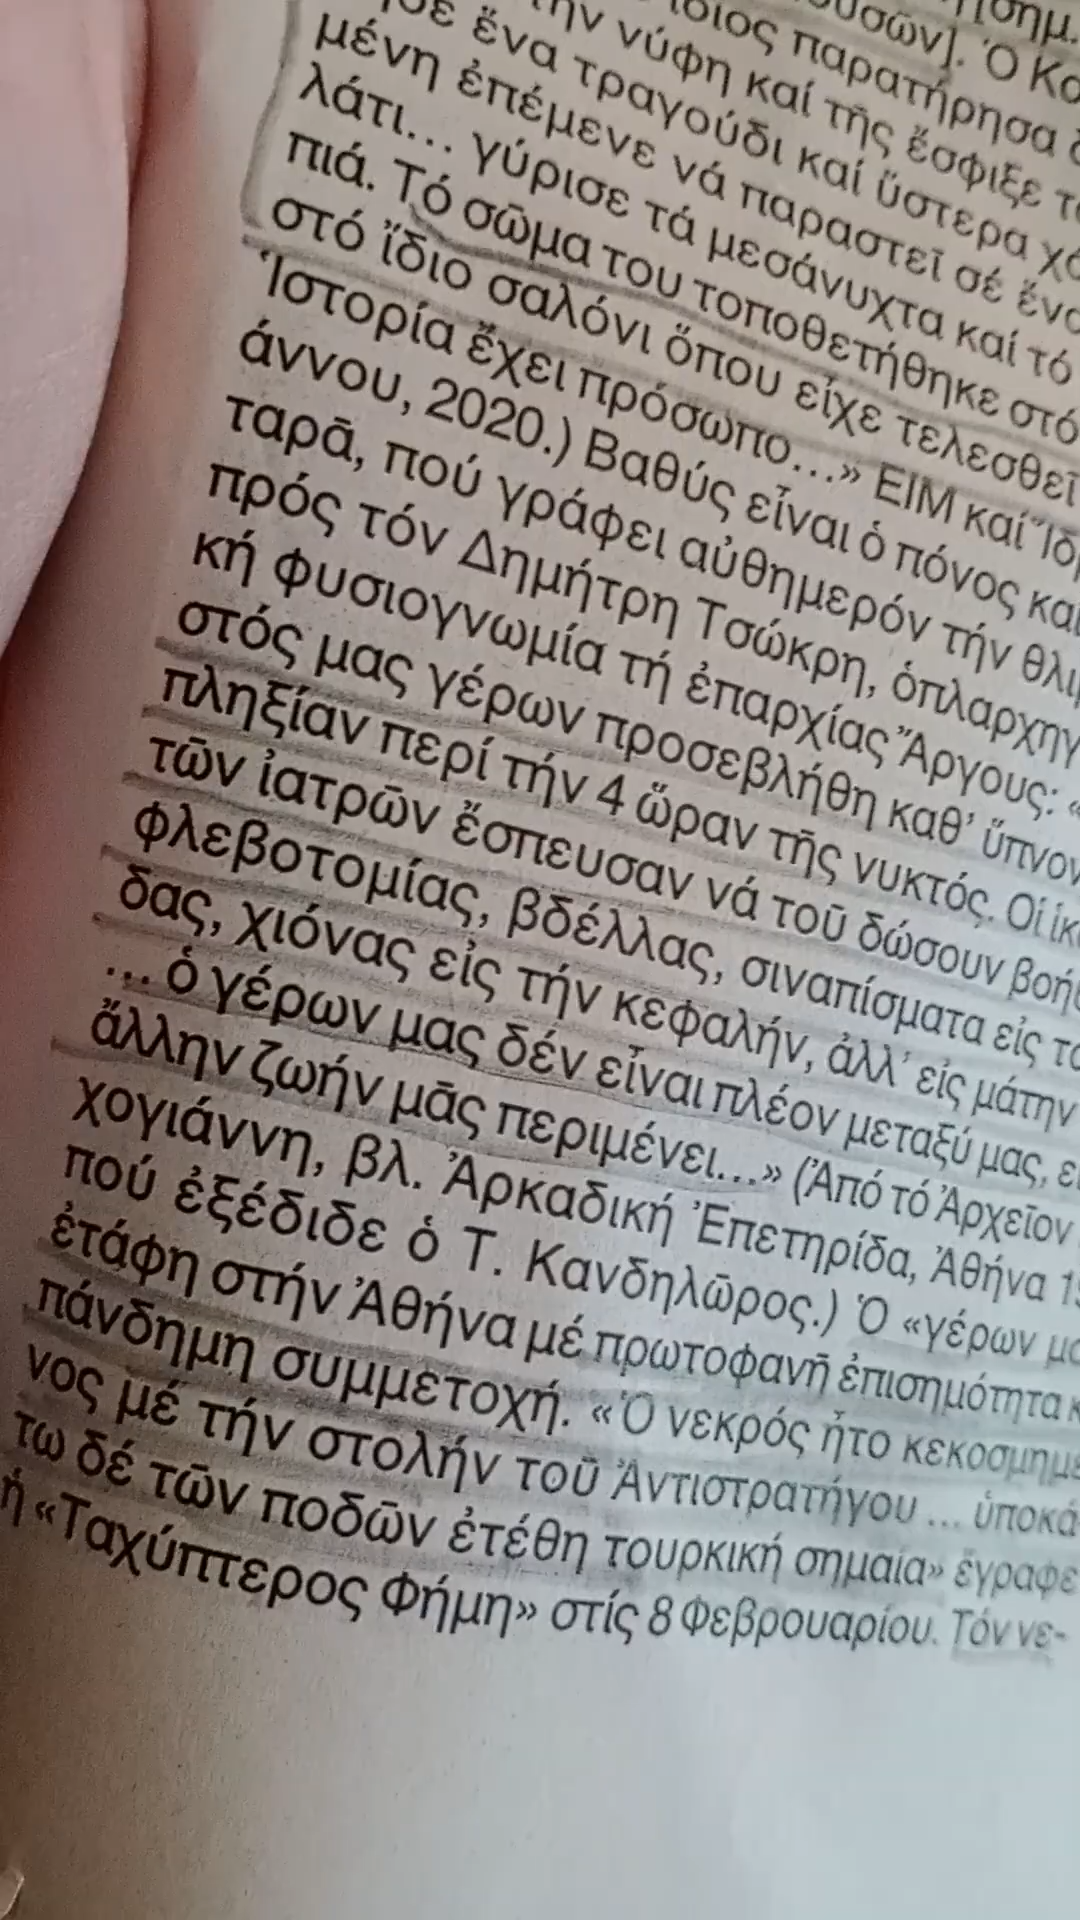 παρατήρησα
τήν νύφη καί τῆς ἔσφιξε
ἕνα τραγούδι καί ὕστερα
μένη ἐπέμενε νά παραστεῖ σέ
λάτι... γύρισε τά μεσάνυχτα καί τό
πιά. Τό σῶμα του τοποθετήθηκε στό
στό ἴδιο σαλόνι ὅπου εἶχε τελεσθεῖ
Ἱστορία ἔχει πρόσωπο...» ΕΙΜ καί
άννου, 2020.) Βαθύς εἶναι ὁ πόνος
ταρᾶ, πού γράφει αὐθημερόν τήν
πρός τόν Δημήτρη Τσώκρη,
κή φυσιογνωμία τῆ ἐπαρχίας Ἄργους: «
στός μας γέρων προσεβλήθη καθ' ὕπνον
πληξίαν περί τήν 4 ὥραν τῆς νυκτός. Οἱ
τῶν ἰατρῶν ἔσπευσαν νά τοῦ δώσουν
φλεβοτομίας, βδέλλας, σιναπίσματα εἰς
δας, χιόνας εἰς τήν κεφαλήν, ἀλλ' εἰς μάτην
... ὁ γέρων μας δέν εἶναι πλέον μεταξύ μας,
ἄλλην ζωήν μᾶς περιμένει...» (Ἀπό τό Ἀρχεῖον
χογιάννη, βλ. Ἀρκαδική Ἐπετηρίδα, Ἀθήνα
πού ἐξέδιδε ὁ Τ. Κανδηλῶρος.) Ὁ «γέρων
ἐτάφη στήν Ἀθήνα μέ πρωτοφανῆ ἐπισημότητα
πάνδημη συμμετοχή. «Ὁ νεκρός ἦτο κεκοσμημέ
νος μέ τήν στολήν τοῦ Ἀντιστρατήγου ... ὑποκά
τω δέ τῶν ποδῶν ἐτέθη τουρκική σημαία» ἔγραφε
ἡ «Ταχύπτερος Φήμη» στίς 8 Φεβρουαρίου. Τόν νε-